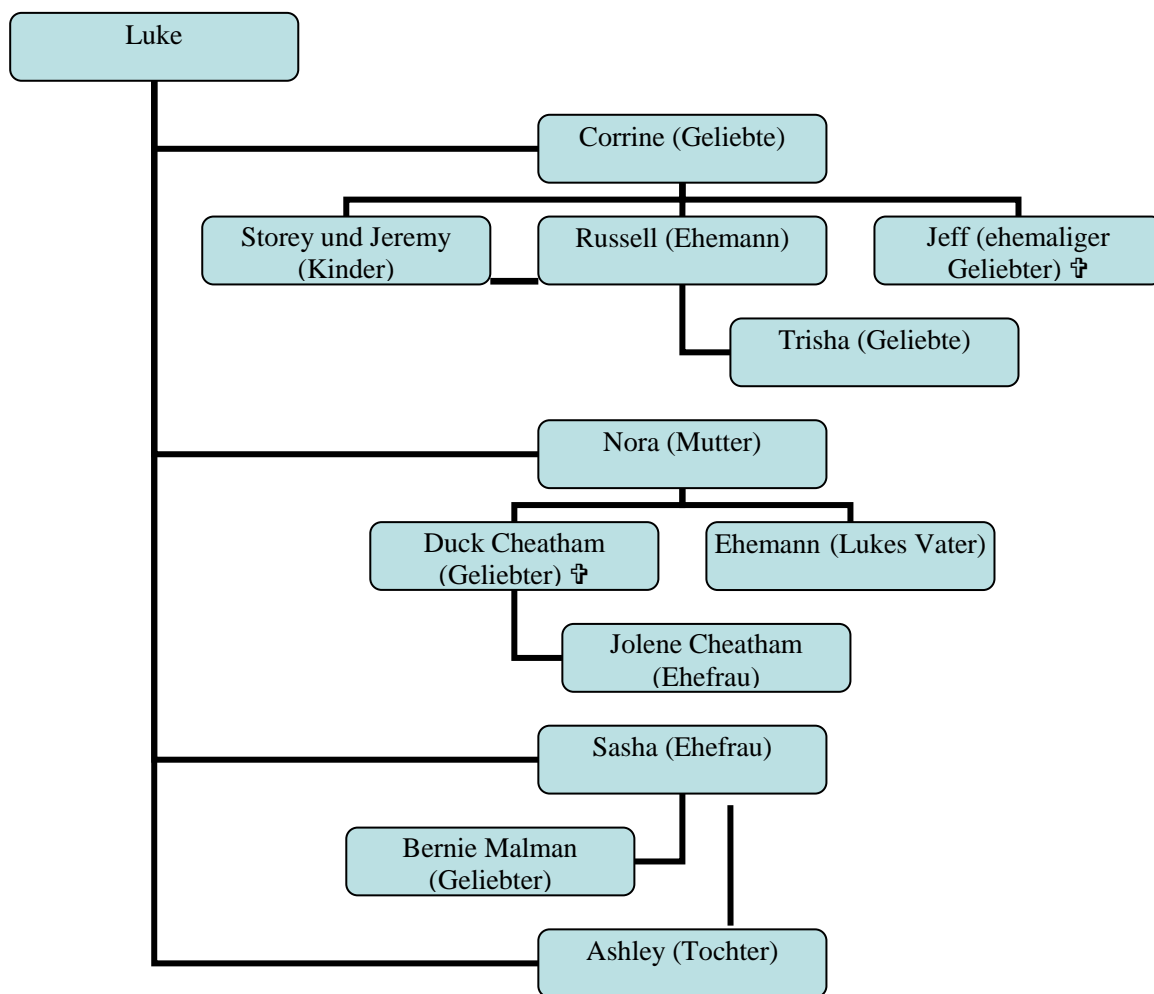 Luke
Corrine (Geliebte)
Storey und Jeremy
(Kinder)
Russell (Ehemann)
Jeff (ehemaliger
Geliebter) ✞
Trisha (Geliebte)
Nora (Mutter)
Duck Cheatham
(Geliebter) ✞
Ehemann (Lukes Vater)
Jolene Cheatham
(Ehefrau)
Sasha (Ehefrau)
Bernie Malman
(Geliebter)
Ashley (Tochter)